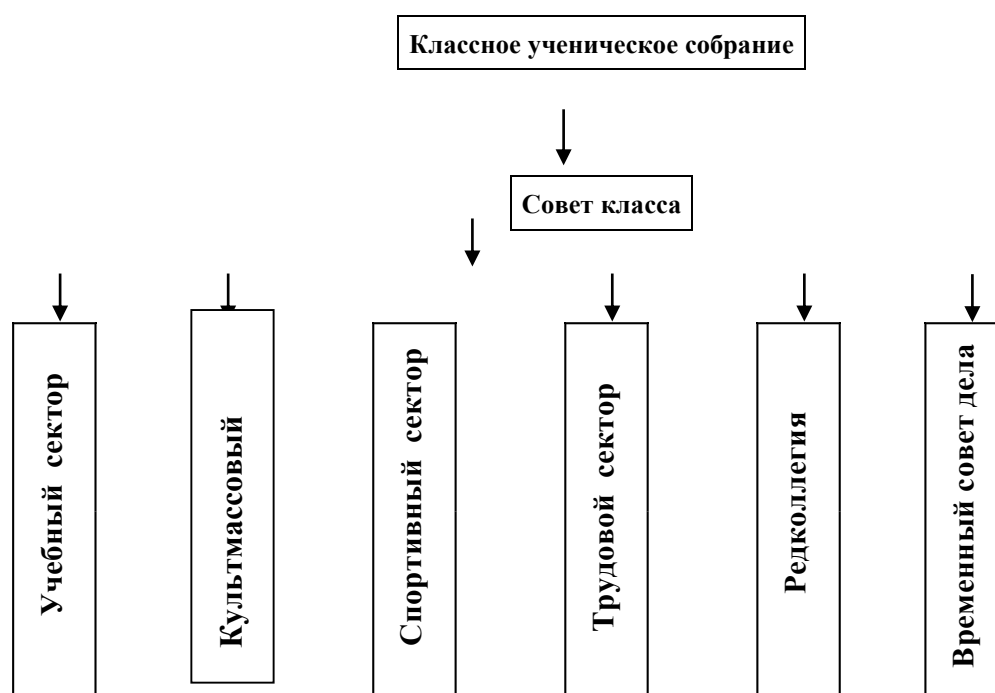 Классное ученическое собрание
Совет класса
Учебный сектор
Культмассовый
Спортивный сектор
Трудовой сектор
Редколлегия
Временный совет дела